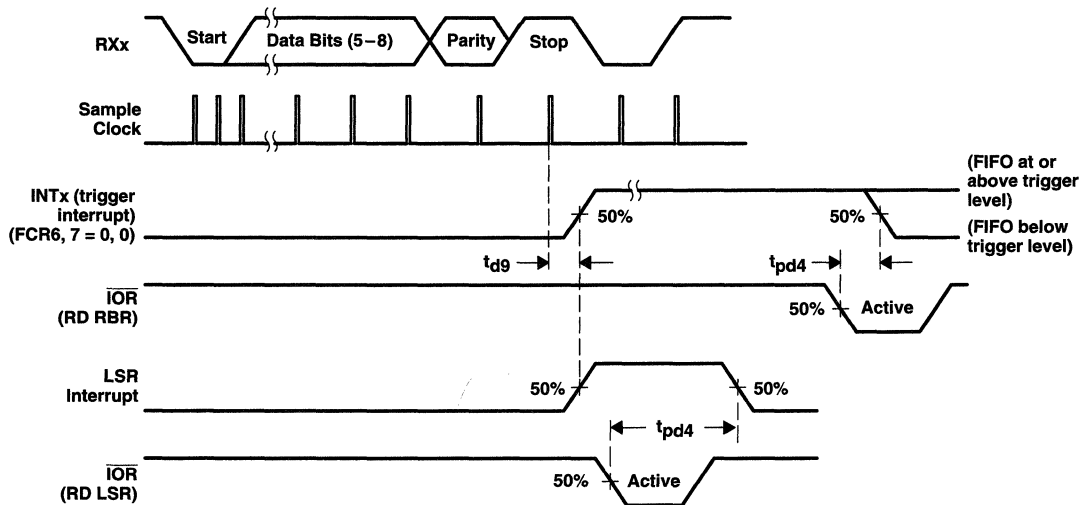 RXx
Start
Data Bits (5–8)
Parity
Stop
Sample
Clock
INTx (trigger
interrupt)
(FCR6, 7 = 0, 0)
50%
50%
(FIFO at or
above trigger
level)
(FIFO below
trigger level)
td9
tpd4
IOR
(RD RBR)
50%
Active
LSR
Interrupt
50%
50%
tpd4
IOR
(RD LSR)
50%
Active